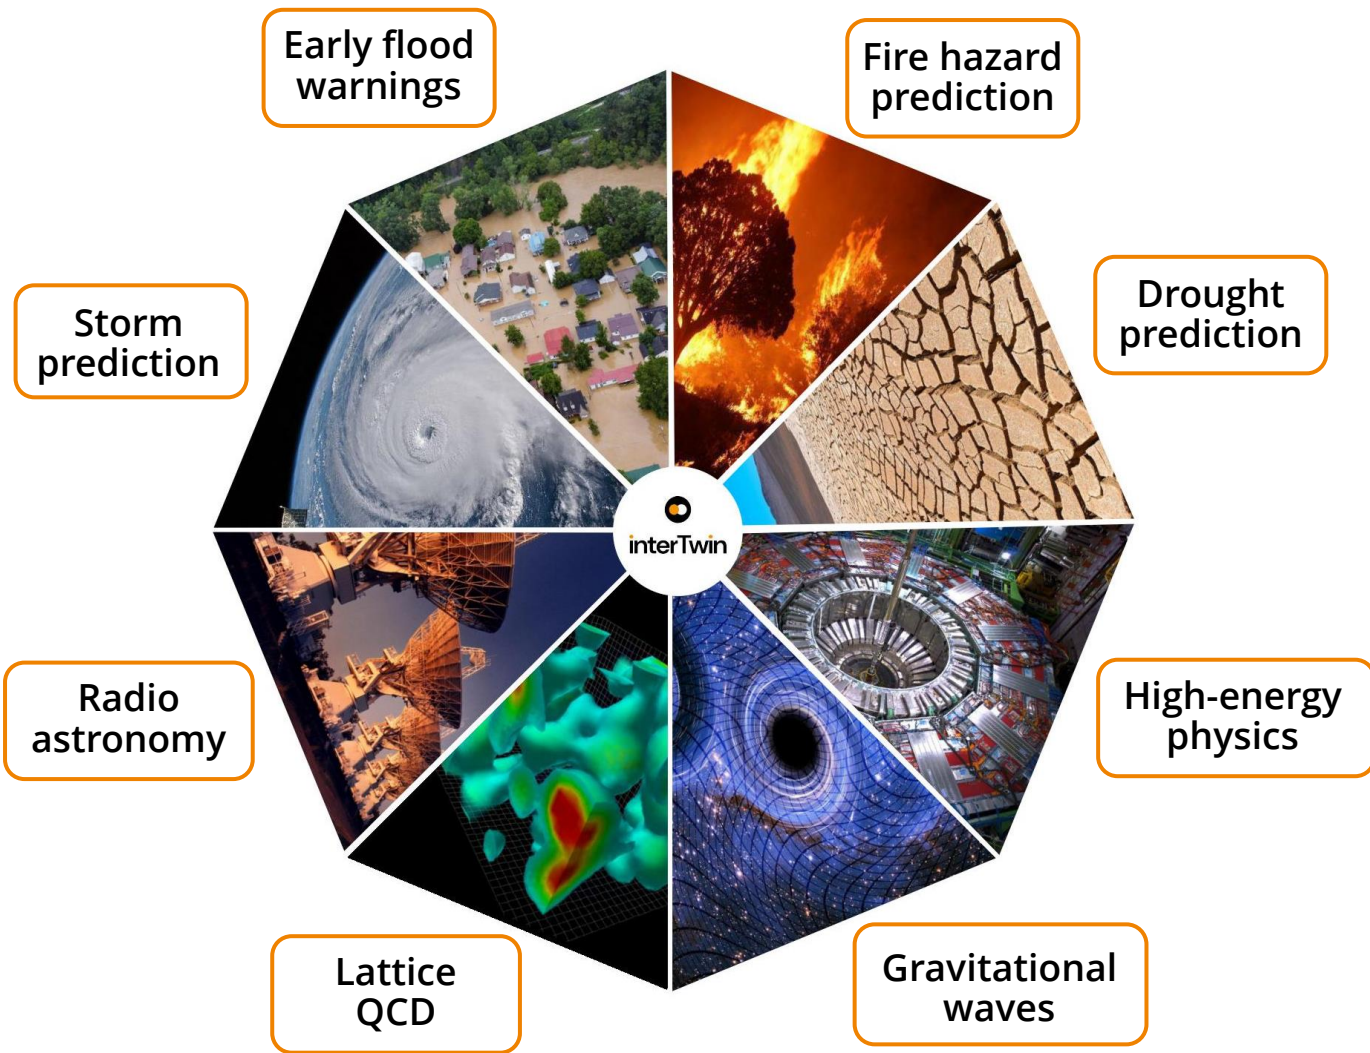 Early flood
warnings
Fire hazard
prediction
Storm
prediction
Drought
prediction
interTwin
Radio
astronomy
High-energy
physics
Lattice
QCD
Gravitational
waves